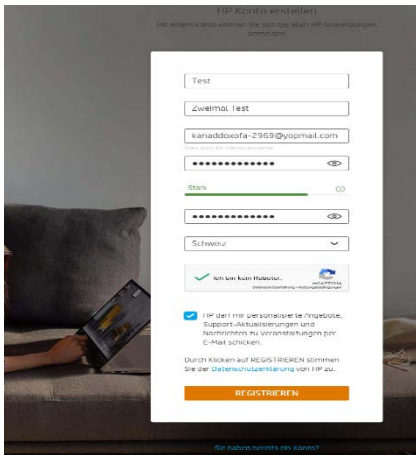 HP Konto erstellen
Mit einem Konto können Sie sich bei allen HP Anwendungen
anmelden
Test
Zweimal Test
kanaddoxofa-2969@yopmail.com
•••••••••••••
Stark
•••••••••••••
Schweiz
Ich bin kein Roboter.
reCAPTCHA
Datenschutzerklärung - Nutzungsbedingungen
HP darf mir personalisierte Angebote,
Support-Aktualisierungen und
Nachrichten zu Veranstaltungen per
E-Mail schicken.
Durch Klicken auf REGISTRIEREN stimmen
Sie der Datenschutzerklärung von HP zu.
REGISTRIEREN
Sie haben bereits ein Konto?